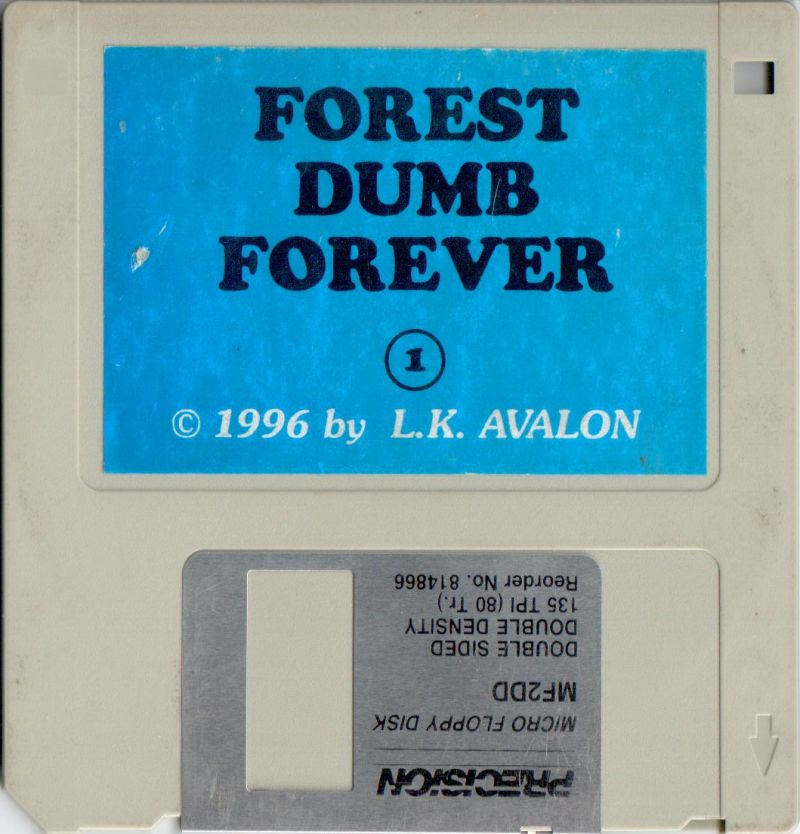 FOREST
DUMB
FOREVER
1
© 1996 by L.K. AVALON
PRECISION
MICRO FLOPPY DISK
MF2DD
DOUBLE SIDED
DOUBLE DENSITY
135 TPI (80 Tr.)
Reorder No. 814866